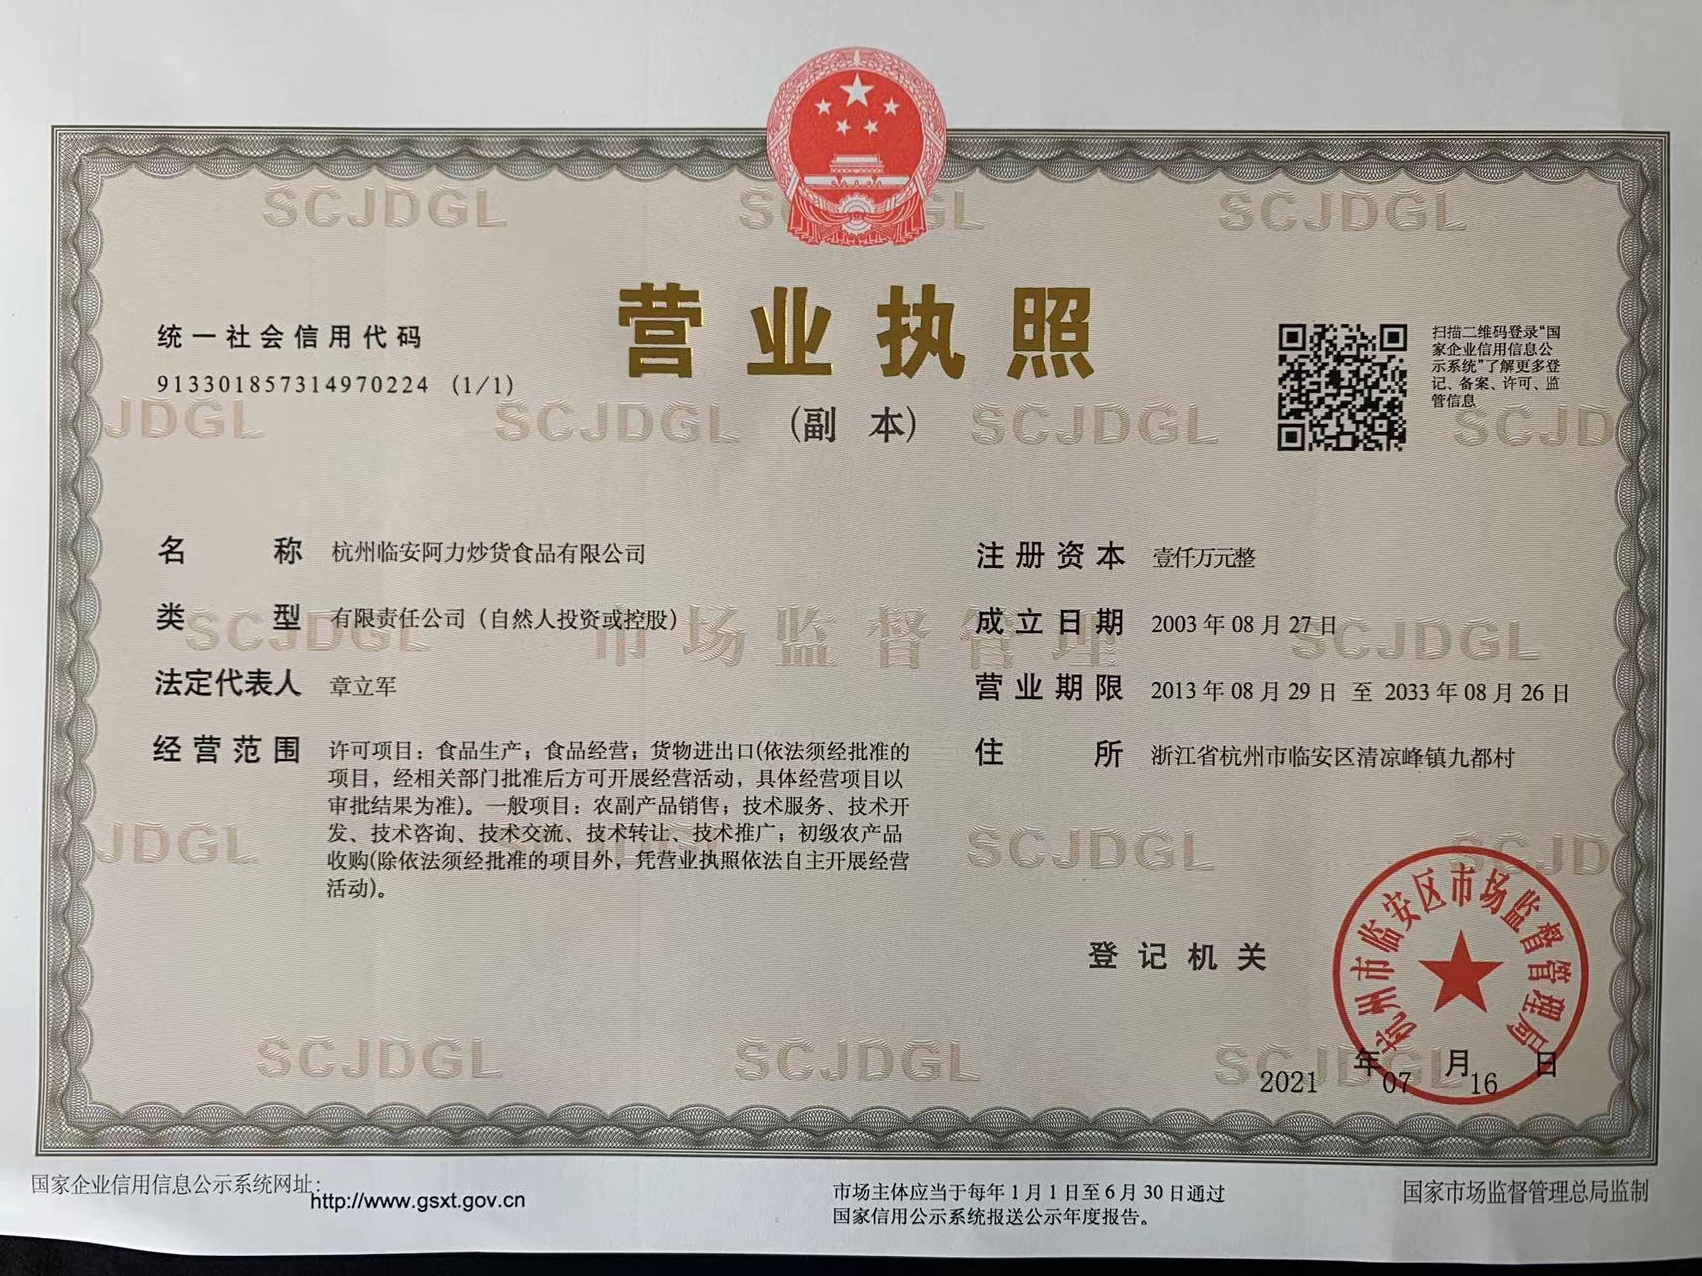 营业执照
(副 本)
统一社会信用代码
913301857314970224 (1/1)
扫描二维码登录“国
家企业信用信息公
示系统”了解更多登
记、备案、许可、监
管信息
名 称 杭州临安阿力炒货食品有限公司
类 型 有限责任公司（自然人投资或控股）
法定代表人 章立军
经营范围 许可项目：食品生产；食品经营；货物进出口(依法须经批准的
项目，经相关部门批准后方可开展经营活动，具体经营项目以
审批结果为准)。一般项目：农副产品销售；技术服务、技术开
发、技术咨询、技术交流、技术转让、技术推广；初级农产品
收购(除依法须经批准的项目外，凭营业执照依法自主开展经营
活动)。
注册资本 壹仟万元整
成立日期 2003年08月27日
营业期限 2013年08月29日 至 2033年08月26日
住 所 浙江省杭州市临安区清凉峰镇九都村
登记机关
杭州市临安区市场监督管理局
2021年07月16日
SCJDGL
SCJDGL
SCJDGL
JDGL
SCJDGL
SCJDGL
SCJD
SCJDGL
市场监督管理
SCJDGL
JDGL
SCJDGL
SCJD
SCJDGL
SCJDGL
SCJDGL
国家企业信用信息公示系统网址：http://www.gsxt.gov.cn
市场主体应当于每年1月1日至6月30日通过
国家信用公示系统报送公示年度报告。
国家市场监督管理总局监制